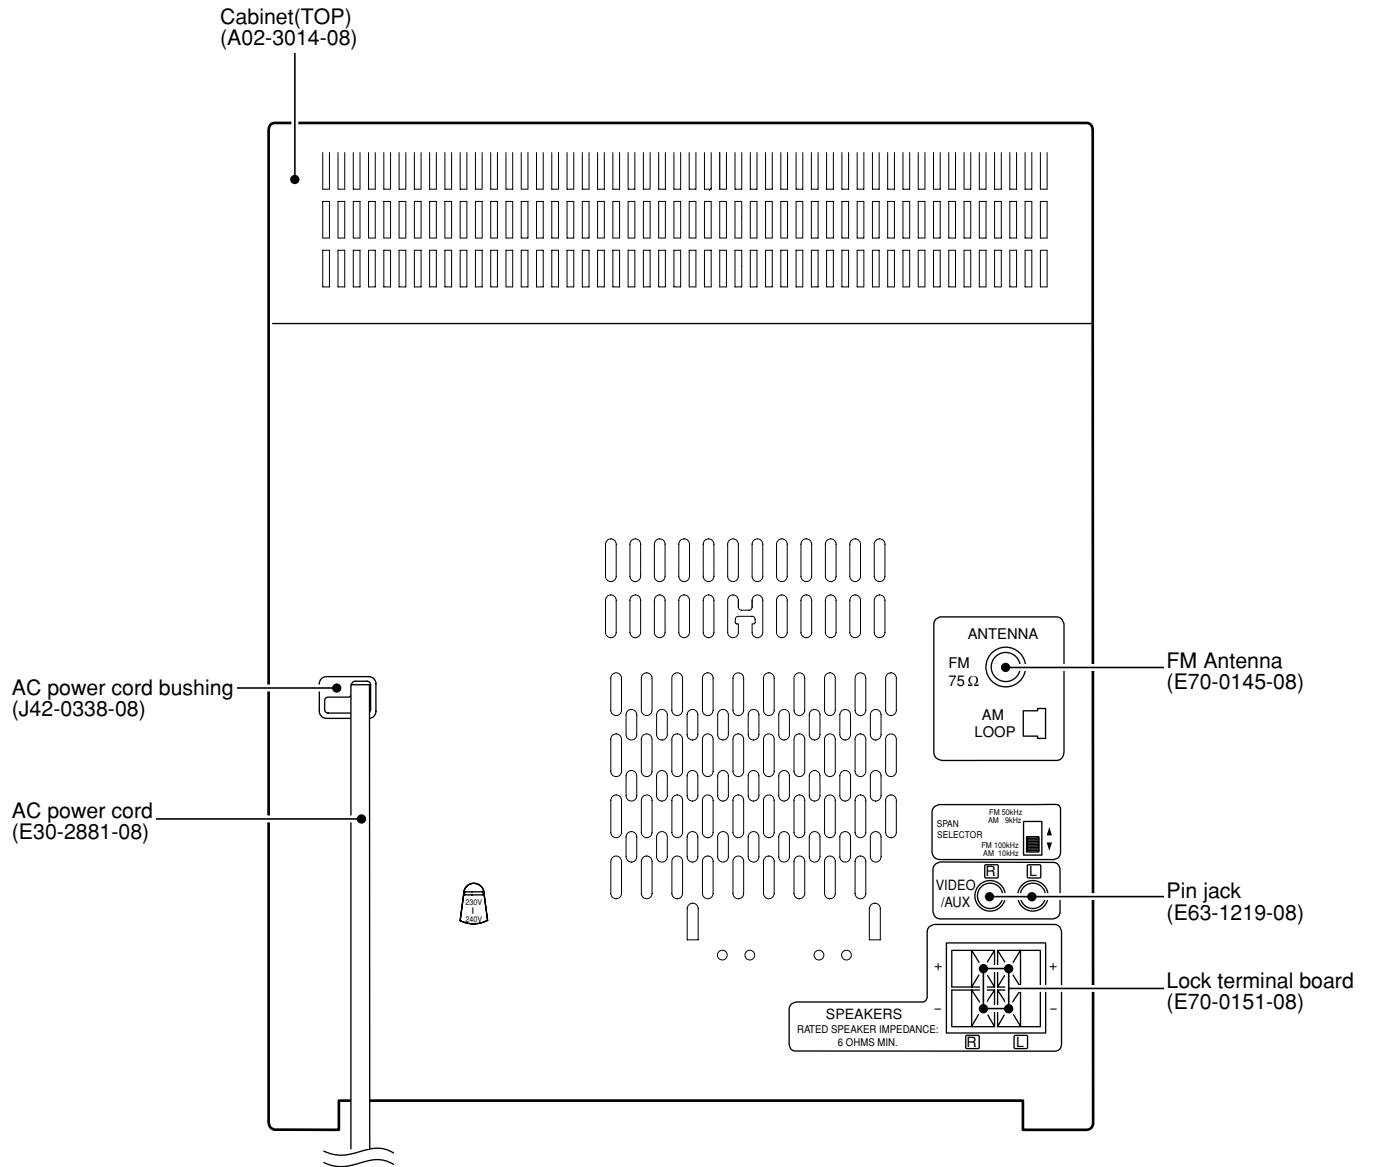 Cabinet(TOP)
(A02-3014-08)
ANTENNA
FM
75Ω
AM
LOOP
FM Antenna
(E70-0145-08)
AC power cord bushing
(J42-0338-08)
AC power cord
(E30-2881-08)
SPAN
SELECTOR
FM 50kHz
AM 9kHz
FM 100kHz
AM 10kHz
R L
VIDEO
/AUX
Pin jack
(E63-1219-08)
230V
240V
+ +
- -
Lock terminal board
(E70-0151-08)
SPEAKERS
RATED SPEAKER IMPEDANCE:
6 OHMS MIN.
R L